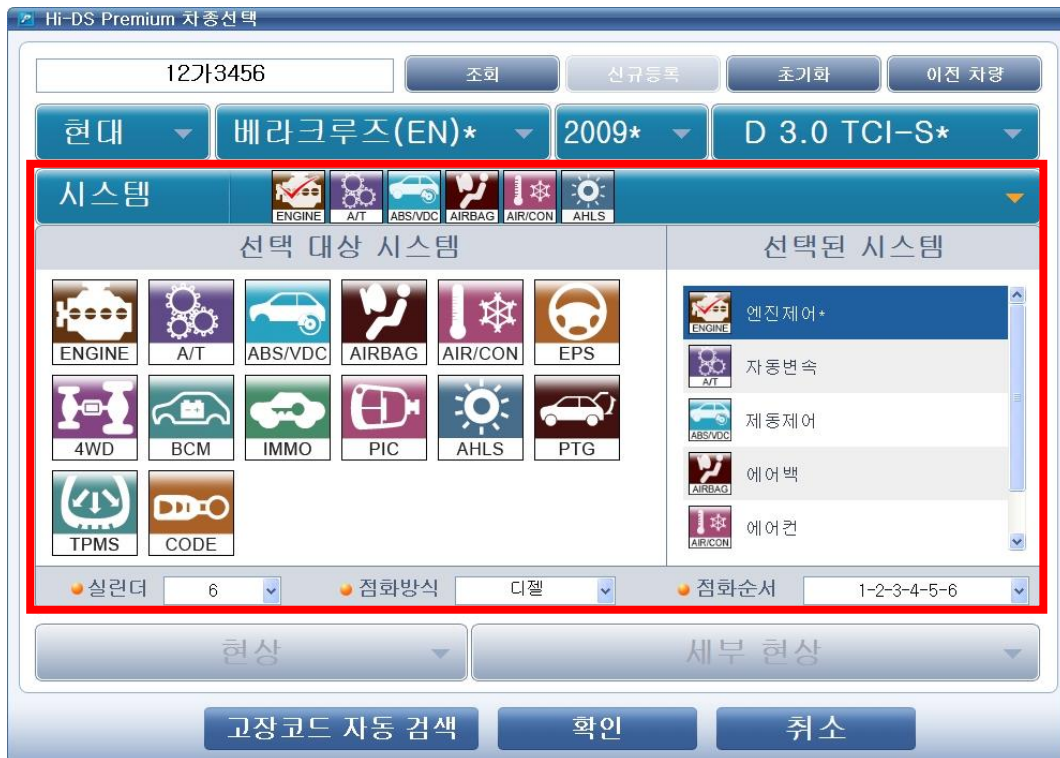 Hi-DS Premium 차종선택
12가3456 조회 신규등록 초기화 이전 차량
현대 베라크루즈(EN)* 2009* D 3.0 TCI-S*
시스템 ENGINE A/T ABS/VDC AIRBAG AIR/CON AHLS
선택 대상 시스템 선택된 시스템
ENGINE A/T ABS/VDC AIRBAG AIR/CON EPS
4WD BCM IMMO PIC AHLS PTG
TPMS CODE
ENGINE 엔진제어*
A/T 자동변속
ABS/VDC 제동제어
AIRBAG 에어백
AIR/CON 에어컨
실린더 6 점화방식 디젤 점화순서 1-2-3-4-5-6
현상 세부 현상
고장코드 자동 검색 확인 취소